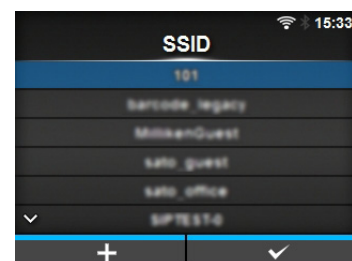 15:33
SSID
101
barcode_legacy
MillikenGuest
sato_guest
sato_office
SIPTEST-0